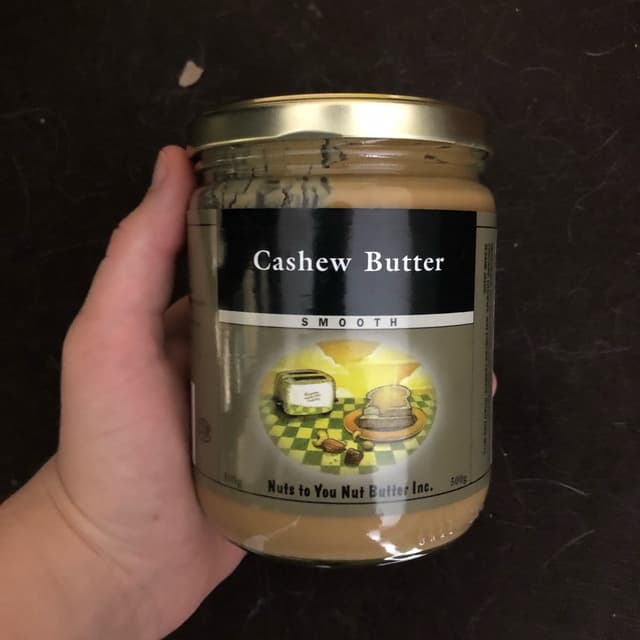 Cashew Butter
SMOOTH
Nuts to You Nut Butter Inc.
500g